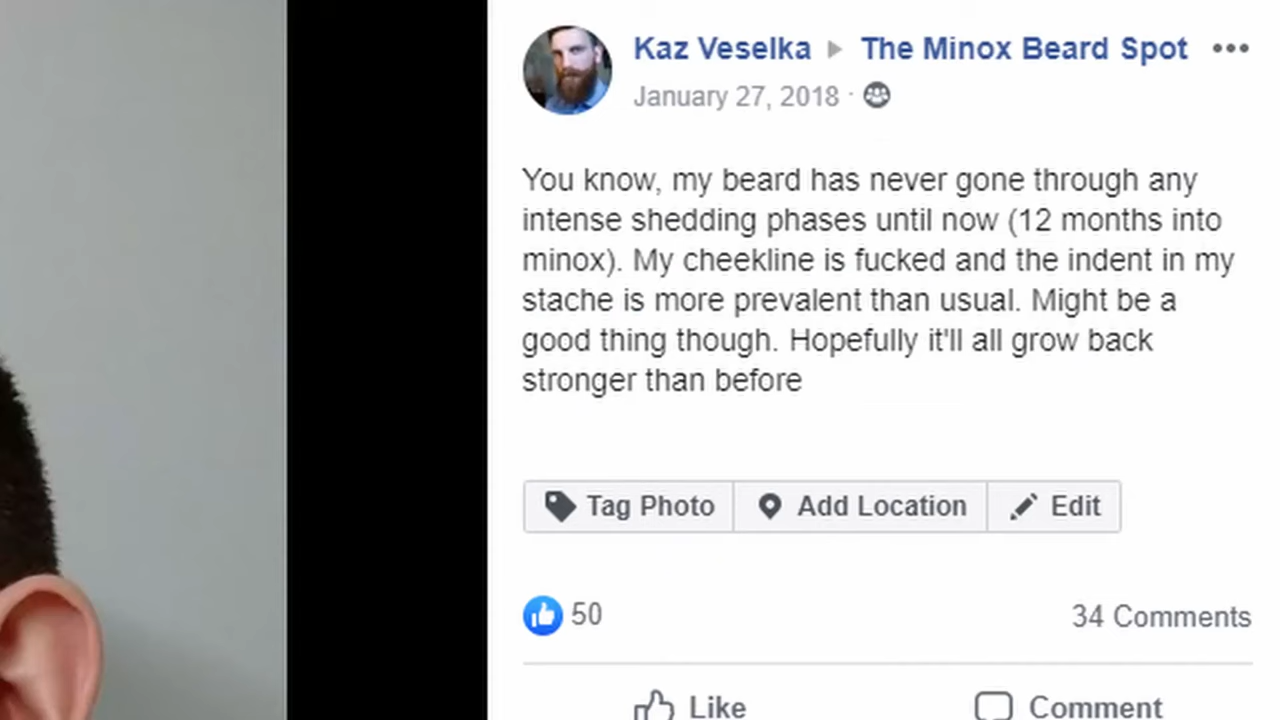 Kaz Veselka ▸ The Minox Beard Spot
January 27, 2018 ·
You know, my beard has never gone through any
intense shedding phases until now (12 months into
minox). My cheekline is fucked and the indent in my
stache is more prevalent than usual. Might be a
good thing though. Hopefully it'll all grow back
stronger than before
Tag Photo Add Location Edit
50 34 Comments
Like Comment